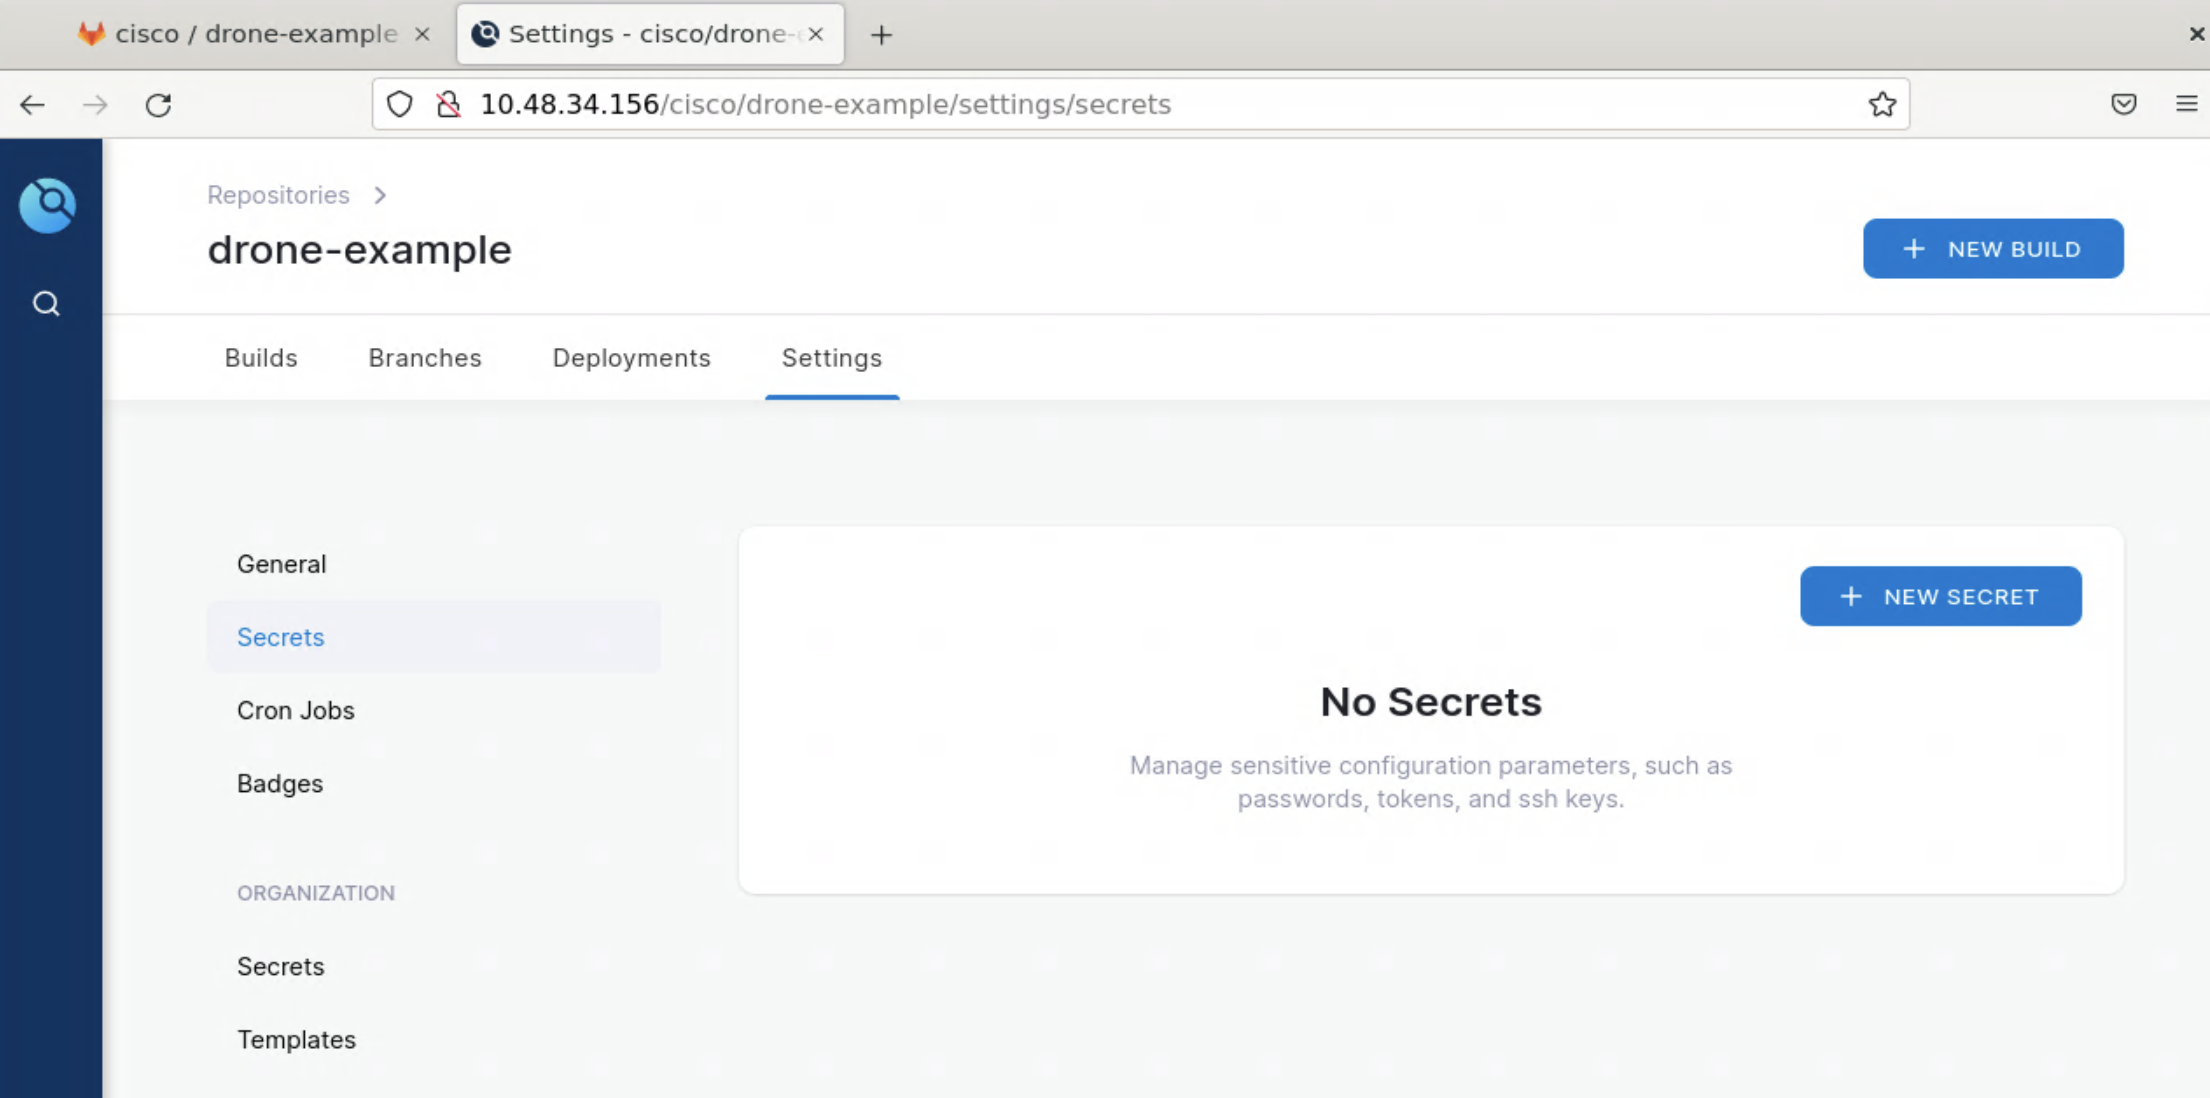 cisco / drone-example
Settings - cisco/drone-
10.48.34.156/cisco/drone-example/settings/secrets
Repositories
drone-example
NEW BUILD
Builds Branches Deployments Settings
General
Secrets
Cron Jobs
Badges
ORGANIZATION
Secrets
Templates
NEW SECRET
No Secrets
Manage sensitive configuration parameters, such as
passwords, tokens, and ssh keys.